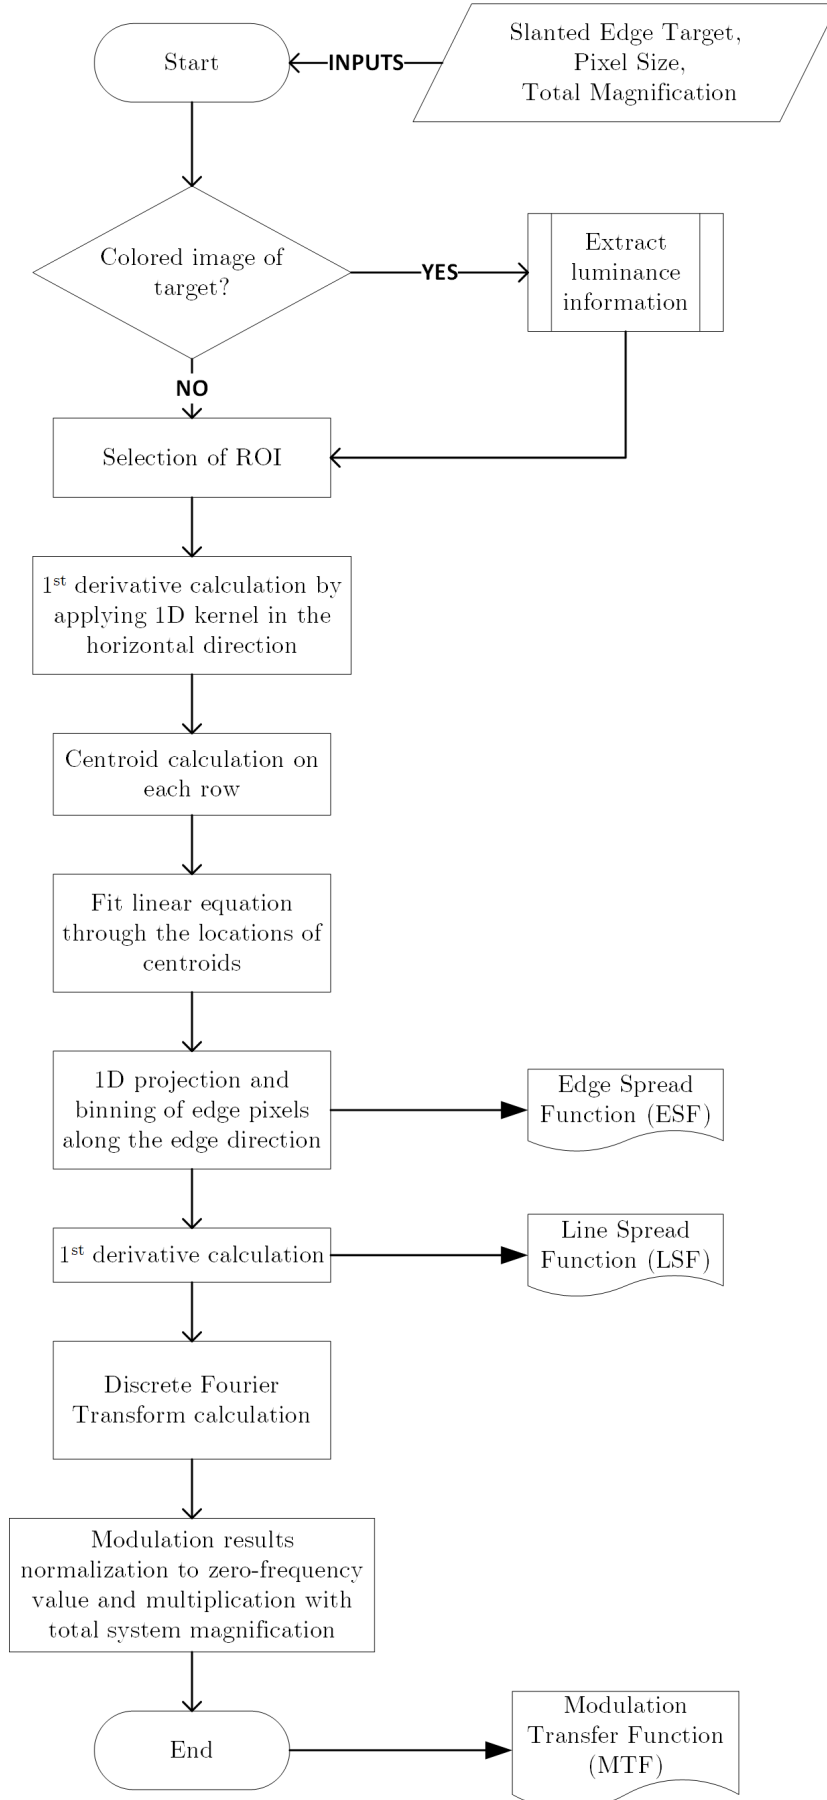 Start
INPUTS
Slanted Edge Target,
Pixel Size,
Total Magnification
Colored image of
target?
YES
Extract
luminance
information
NO
Selection of ROI
1st derivative calculation by
applying 1D kernel in the
horizontal direction
Centroid calculation on
each row
Fit linear equation
through the locations of
centroids
1D projection and
binning of edge pixels
along the edge direction
Edge Spread
Function (ESF)
1st derivative calculation
Line Spread
Function (LSF)
Discrete Fourier
Transform calculation
Modulation results
normalization to zero-frequency
value and multiplication with
total system magnification
End
Modulation
Transfer Function
(MTF)